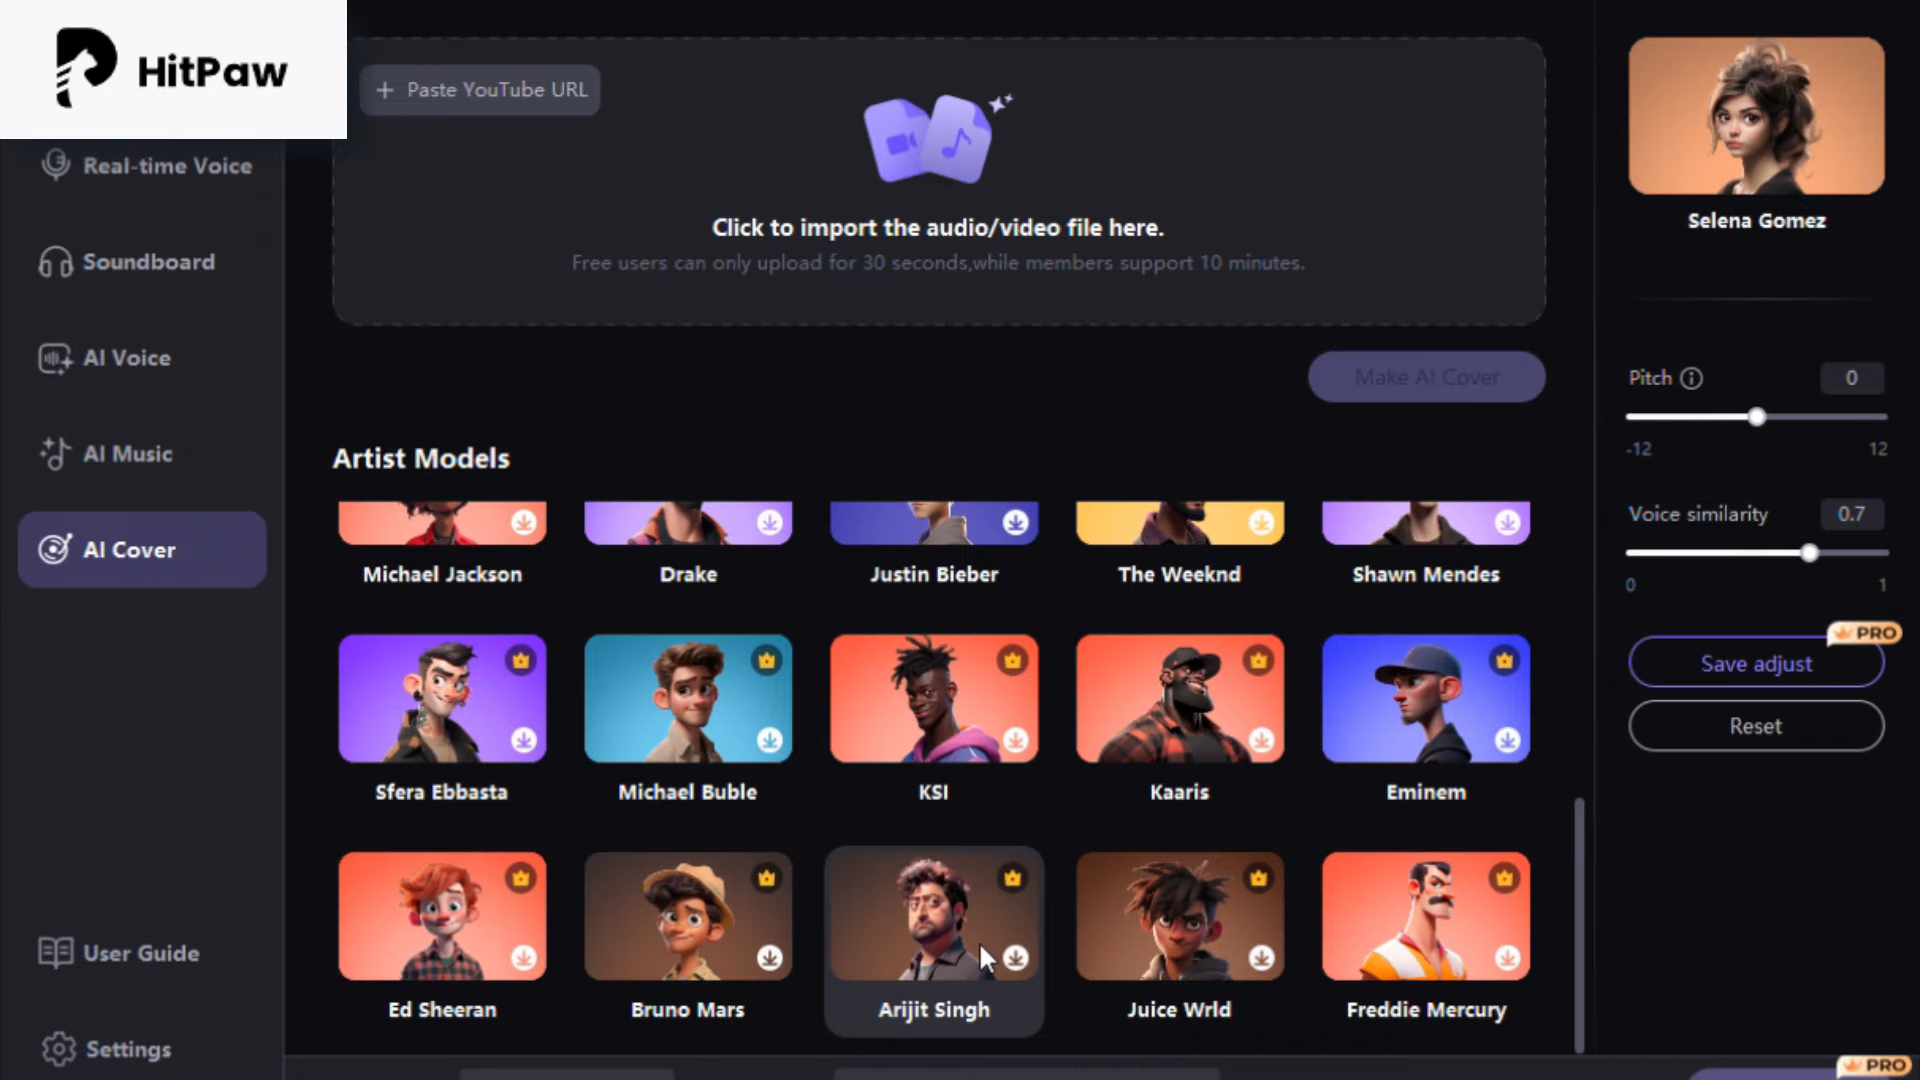 HitPaw
Real-time Voice
Soundboard
AI Voice
AI Music
AI Cover
User Guide
Settings
+ Paste YouTube URL
Click to import the audio/video file here.
Free users can only upload for 30 seconds,while members support 10 minutes.
Make AI Cover
Artist Models
Michael Jackson
Drake
Justin Bieber
The Weeknd
Shawn Mendes
Sfera Ebbasta
Michael Buble
KSI
Kaaris
Eminem
Ed Sheeran
Bruno Mars
Arijit Singh
Juice Wrld
Freddie Mercury
Selena Gomez
Pitch 0
-12 12
Voice similarity 0.7
0 1
PRO
Save adjust
Reset
PRO